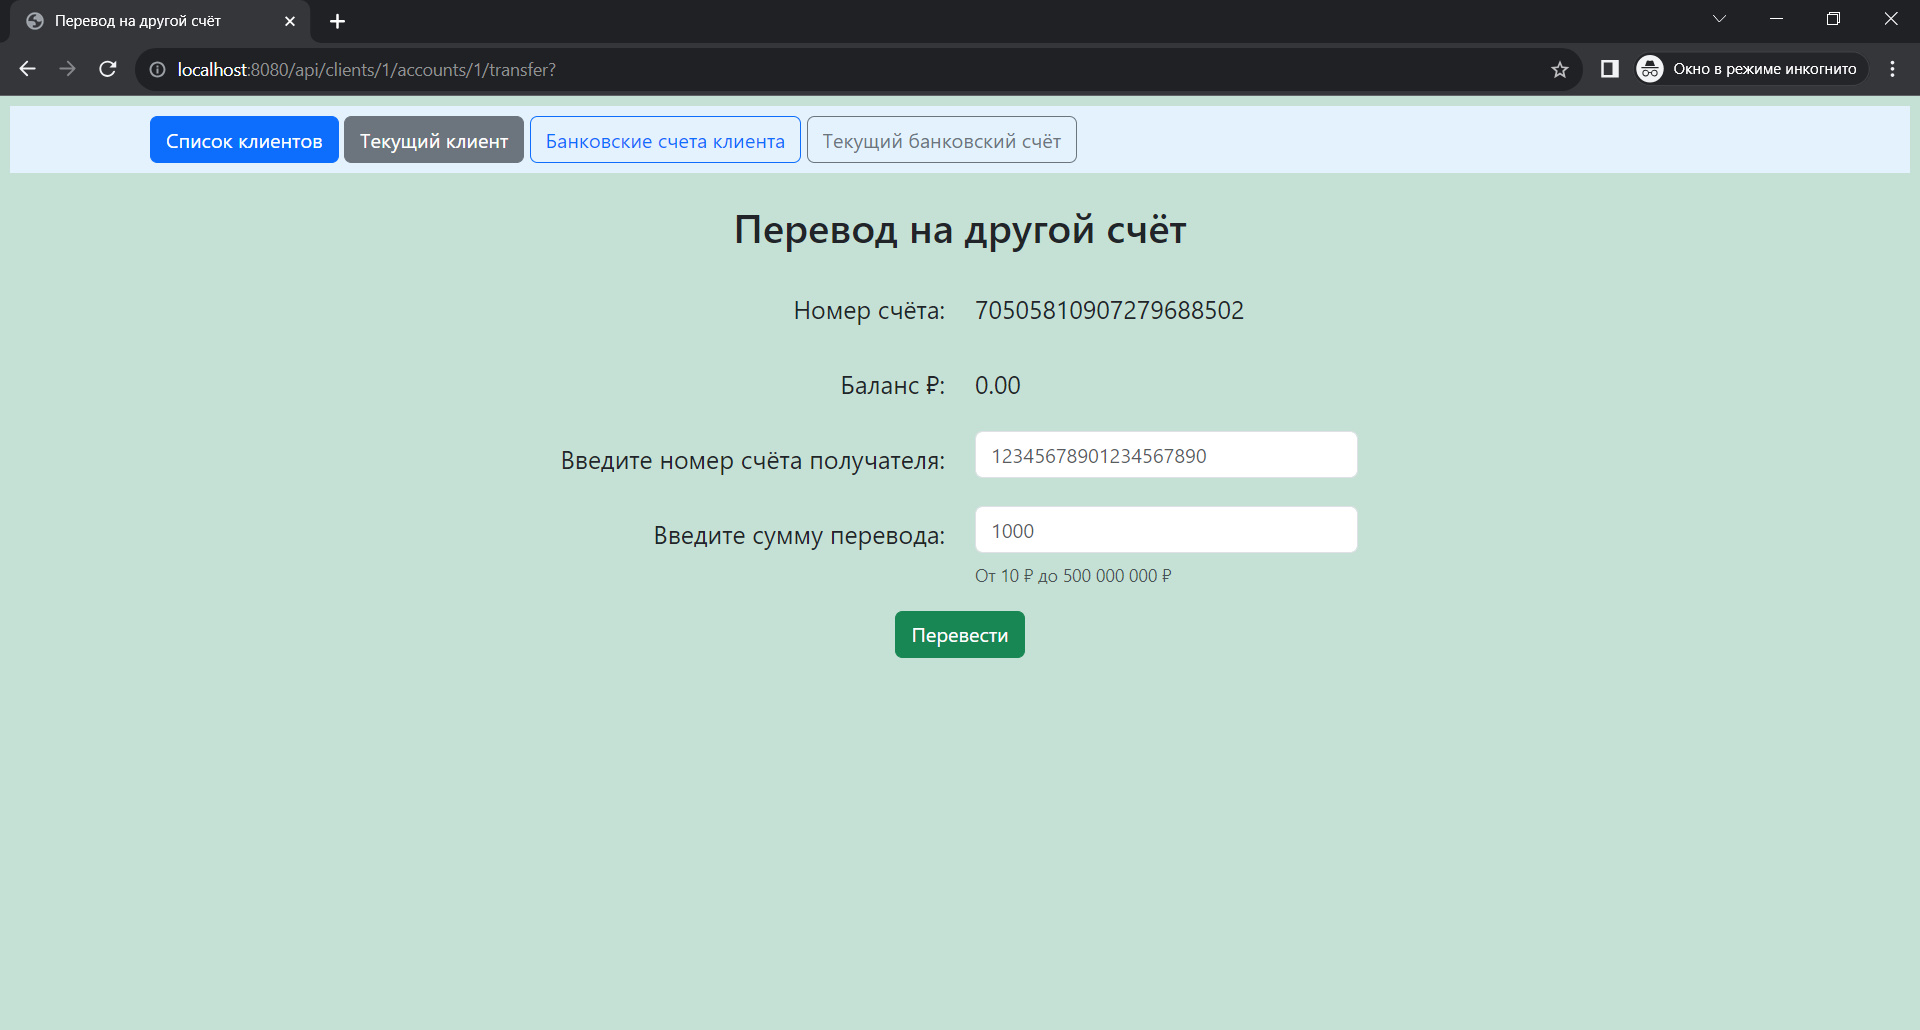 Перевод на другой счёт
localhost:8080/api/clients/1/accounts/1/transfer?
Окно в режиме инкогнито
Список клиентов Текущий клиент Банковские счета клиента Текущий банковский счёт
Перевод на другой счёт
Номер счёта: 70505810907279688502
Баланс ₽: 0.00
Введите номер счёта получателя: 12345678901234567890
Введите сумму перевода: 1000
От 10 ₽ до 500 000 000 ₽
Перевести